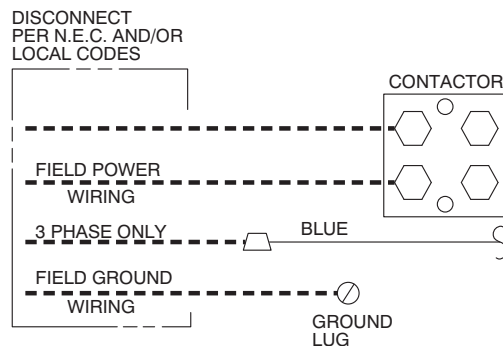 DISCONNECT
PER N.E.C. AND/OR
LOCAL CODES
CONTACTOR
FIELD POWER
WIRING
3 PHASE ONLY
BLUE
FIELD GROUND
WIRING
GROUND
LUG